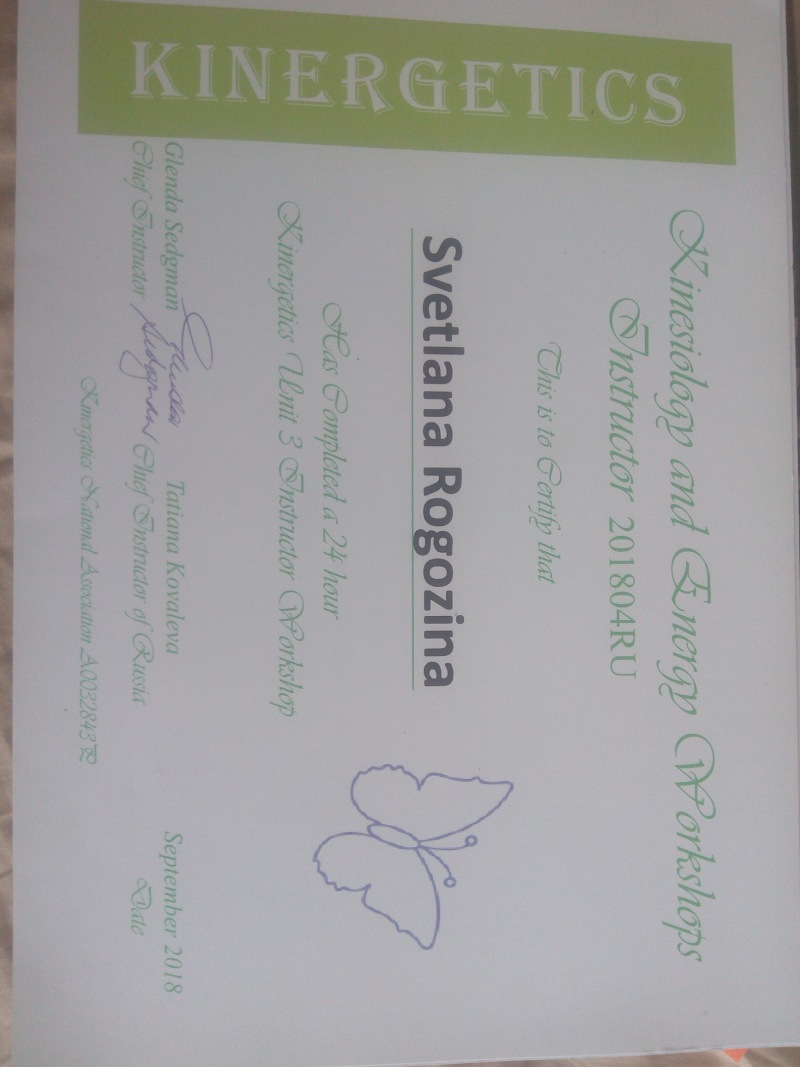 KINERGETICS
Kinesiology and Energy Workshops
Instructor 201804RU
This is to Certify that
Svetlana Rogozina
Has Completed a 24 hour
Kinergetics Unit 3 Instructor Workshop
Glenda Sedgman Glenda Tatiana Kovaleva September 2018
Chief Instructor Sedgman Chief Instructor of Russia Date
Kinergetics National Association A0032843R